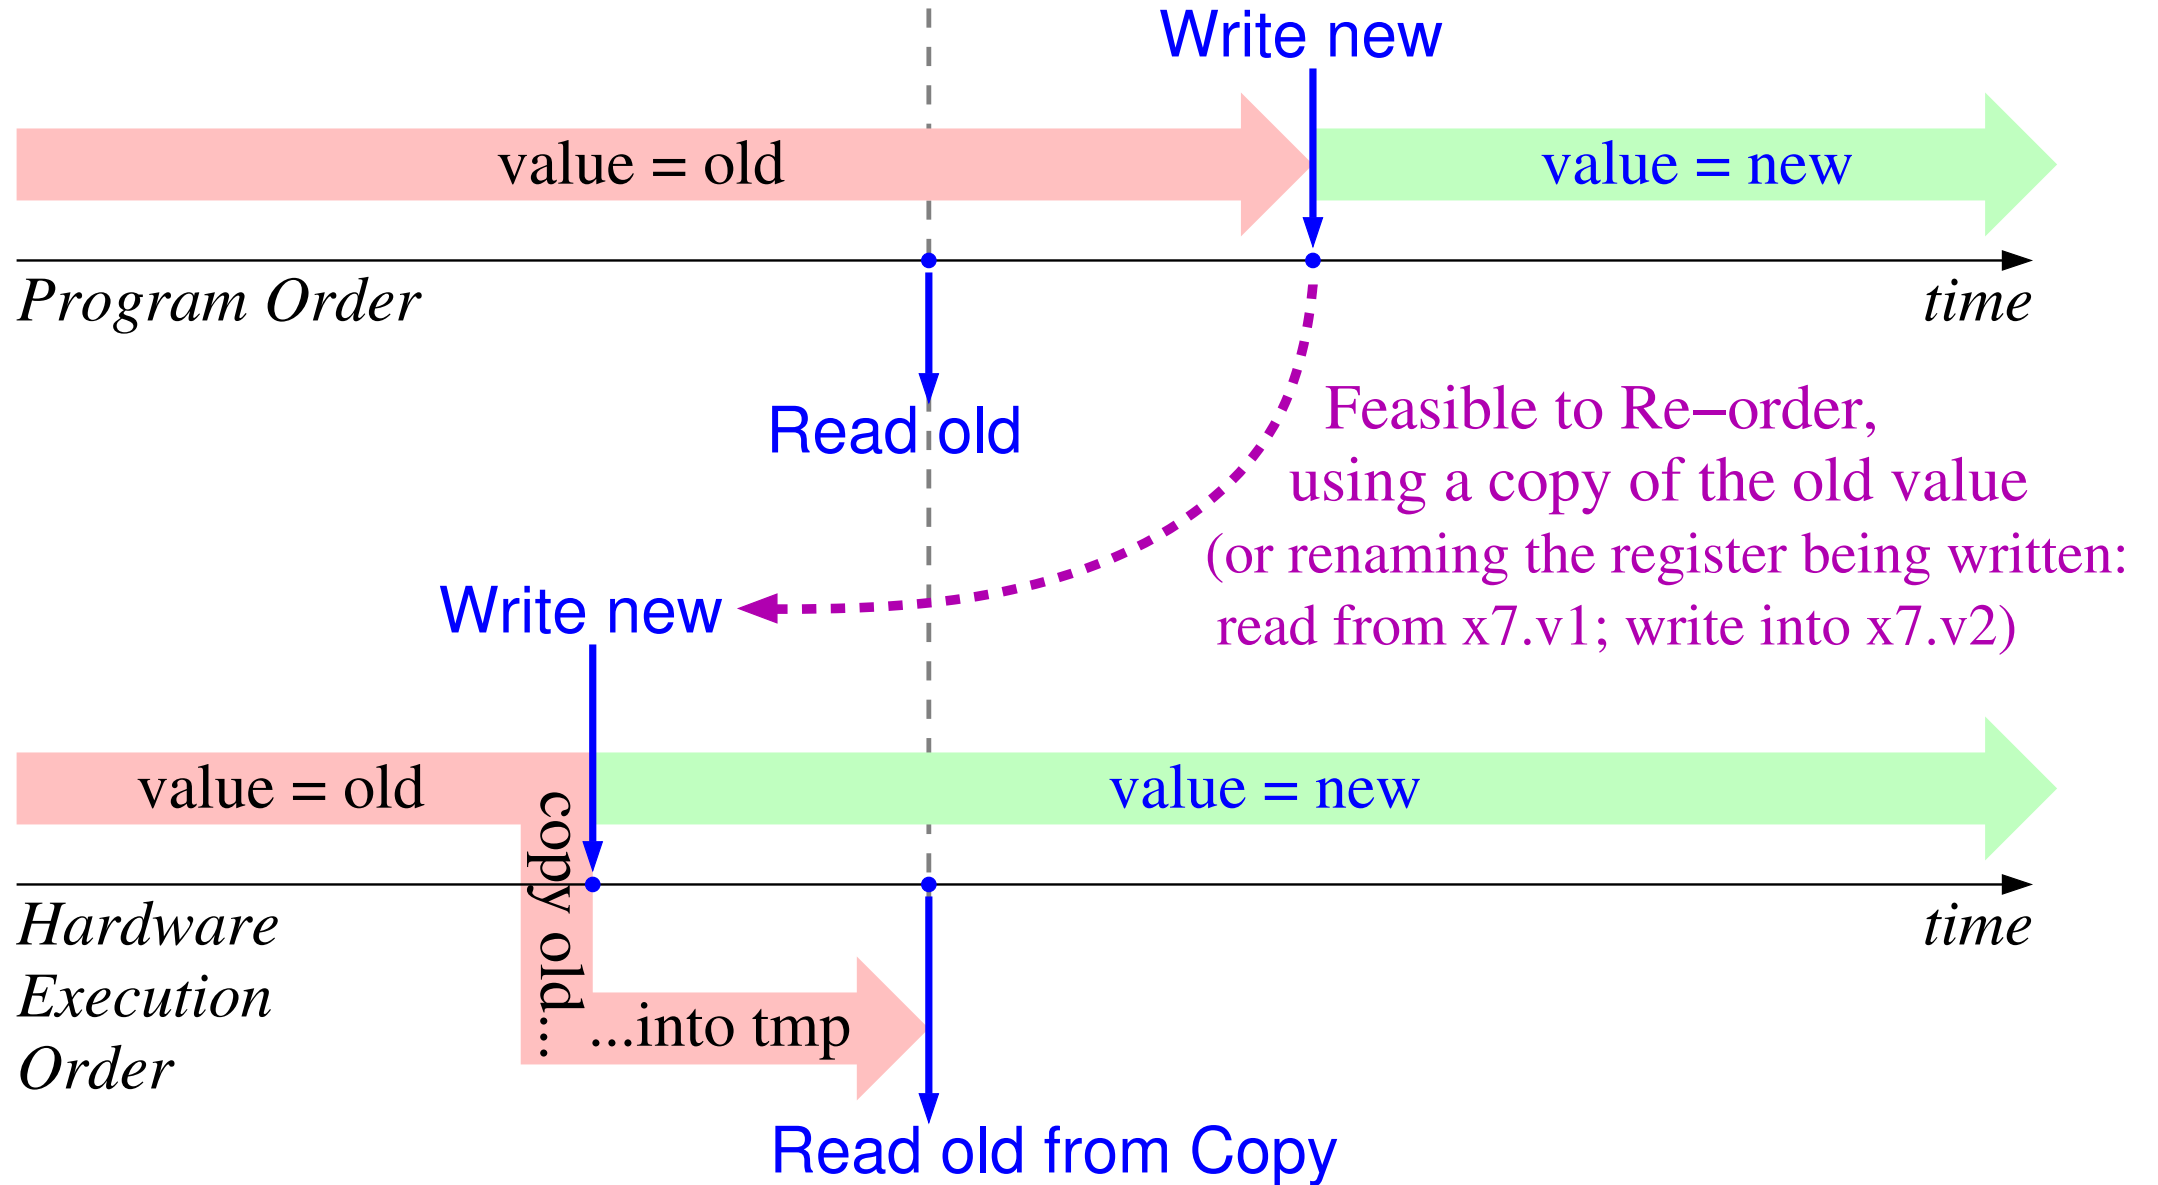 Write new
value = old
value = new
Program Order
time
Read old
Feasible to Re−order,
using a copy of the old value
(or renaming the register being written:
read from x7.v1; write into x7.v2)
Write new
value = old
value = new
copy old...
Hardware
Execution
Order
time
...into tmp
Read old from Copy